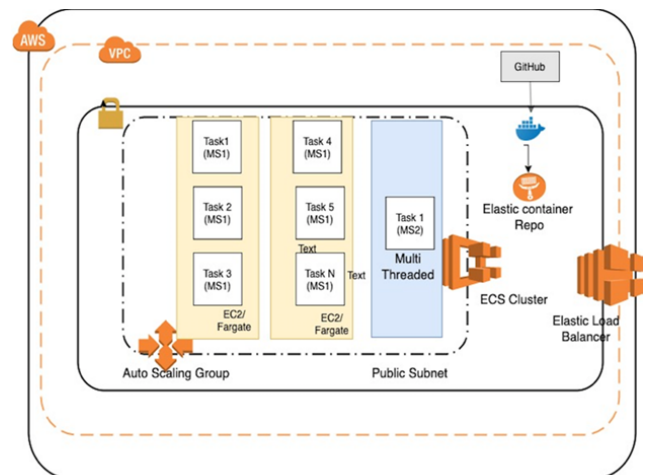 AWS
VPC
GitHub
Task1
(MS1)
Task 4
(MS1)
Task 2
(MS1)
Task 5
(MS1)
Task 1
(MS2)
Elastic container
Repo
Text
Multi
Threaded
Task 3
(MS1)
Task N
(MS1)
Text
ECS Cluster
EC2/
Fargate
EC2/
Fargate
Elastic Load
Balancer
Auto Scaling Group
Public Subnet